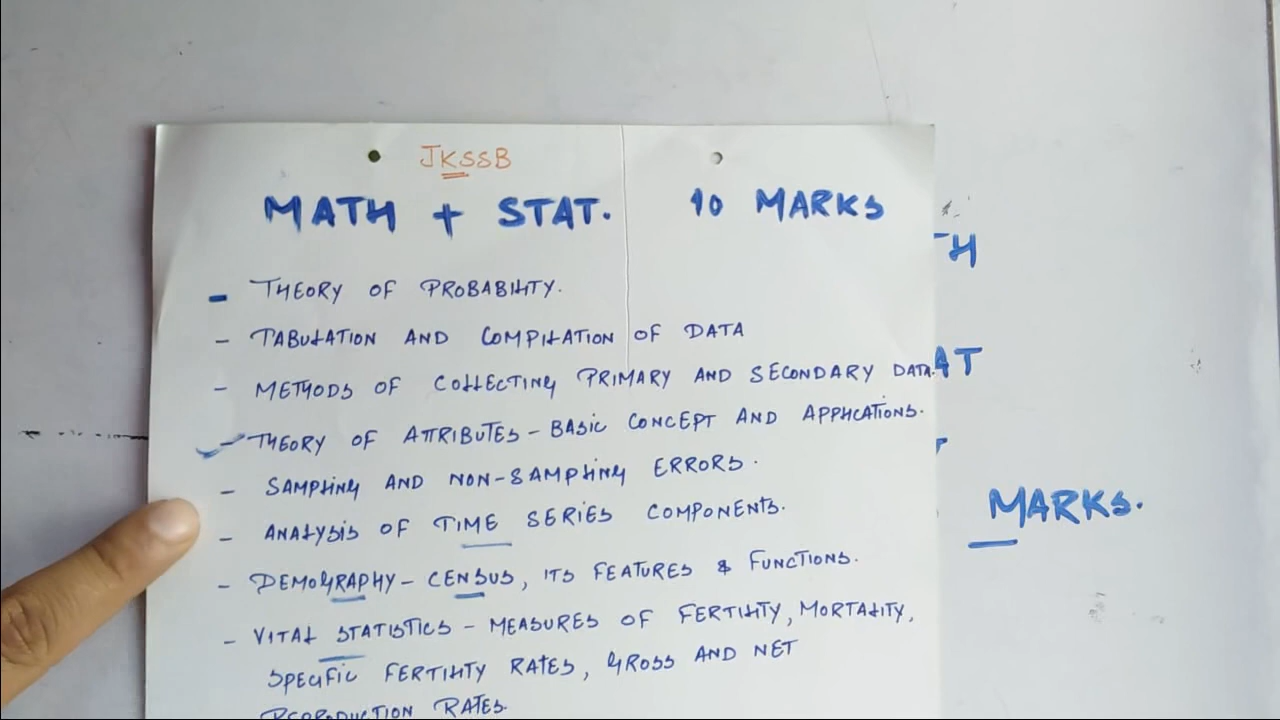 JKSSB
MATH + STAT. 10 MARKS
- THEORY OF PROBABILITY.
- TABULATION AND COMPILATION OF DATA
- METHODS OF COLLECTING PRIMARY AND SECONDARY DATA.
- THEORY OF ATTRIBUTES - BASIC CONCEPT AND APPLICATIONS.
- SAMPLING AND NON-SAMPLING ERRORS.
- ANALYSIS OF TIME SERIES COMPONENTS.
- DEMOGRAPHY - CENSUS, ITS FEATURES & FUNCTIONS.
- VITAL STATISTICS - MEASURES OF FERTILITY, MORTALITY,
SPECIFIC FERTILITY RATES, GROSS AND NET
REPRODUCTION RATES.
TH
AT
MARKS.